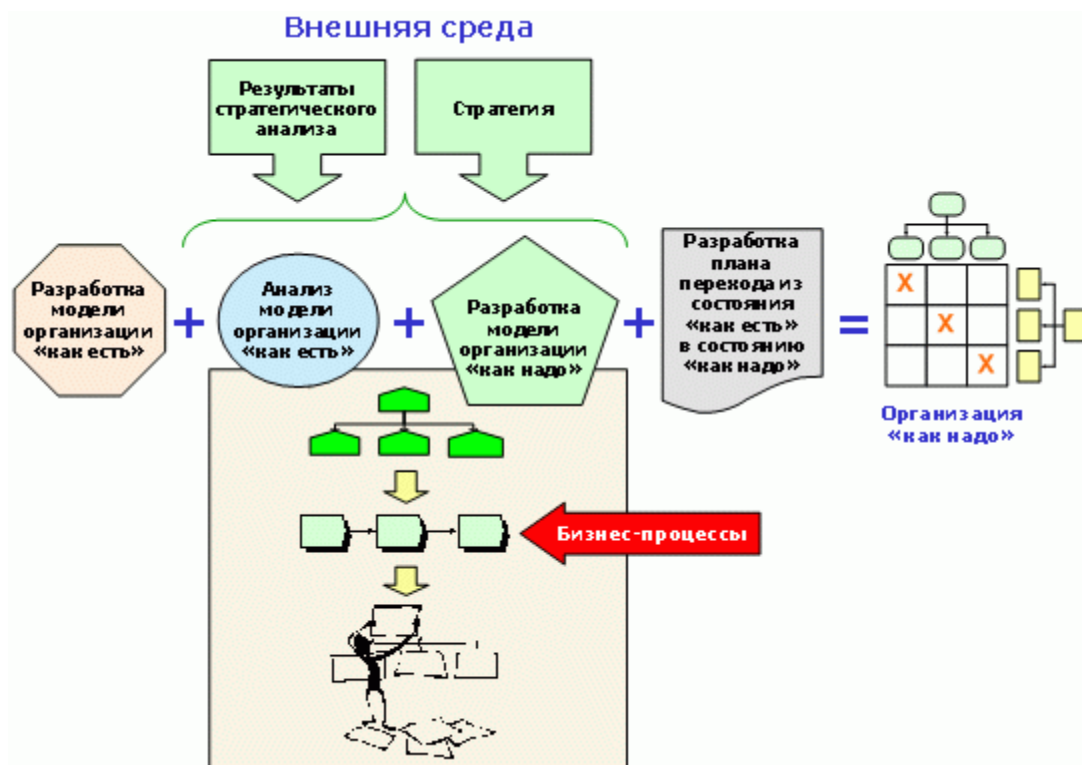 Внешняя среда
Результаты
стратегического
анализа
Стратегия
Разработка
модели
организации
«как есть»
+
Анализ
модели
организации
«как есть»
+
Разработка
модели
организации
«как надо»
+
Разработка
плана
перехода из
состояния
«как есть»
в состоянию
«как надо»
=
X
X
X
Организация
«как надо»
Бизнес-процессы